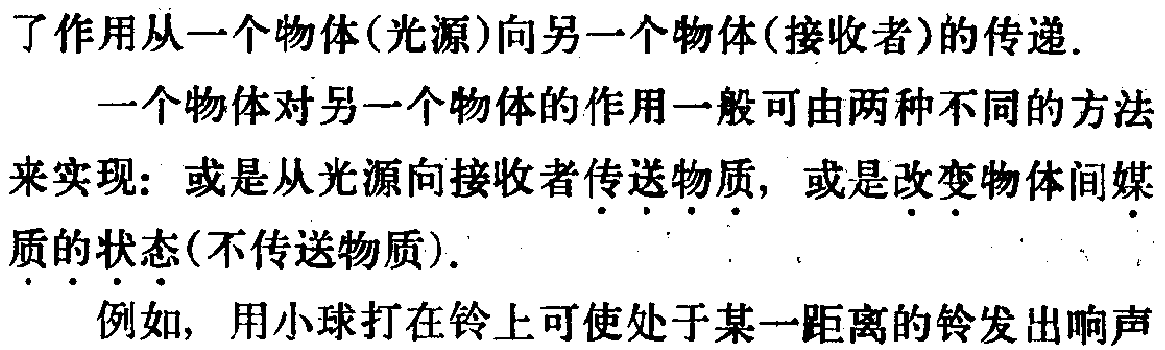 了作用从一个物体(光源)向另一个物体(接收者)的传递.
一个物体对另一个物体的作用一般可由两种不同的方法
来实现：或是从光源向接收者传送物质，或是改变物体间媒
质的状态(不传送物质).
例如，用小球打在铃上可使处于某一距离的铃发出响声